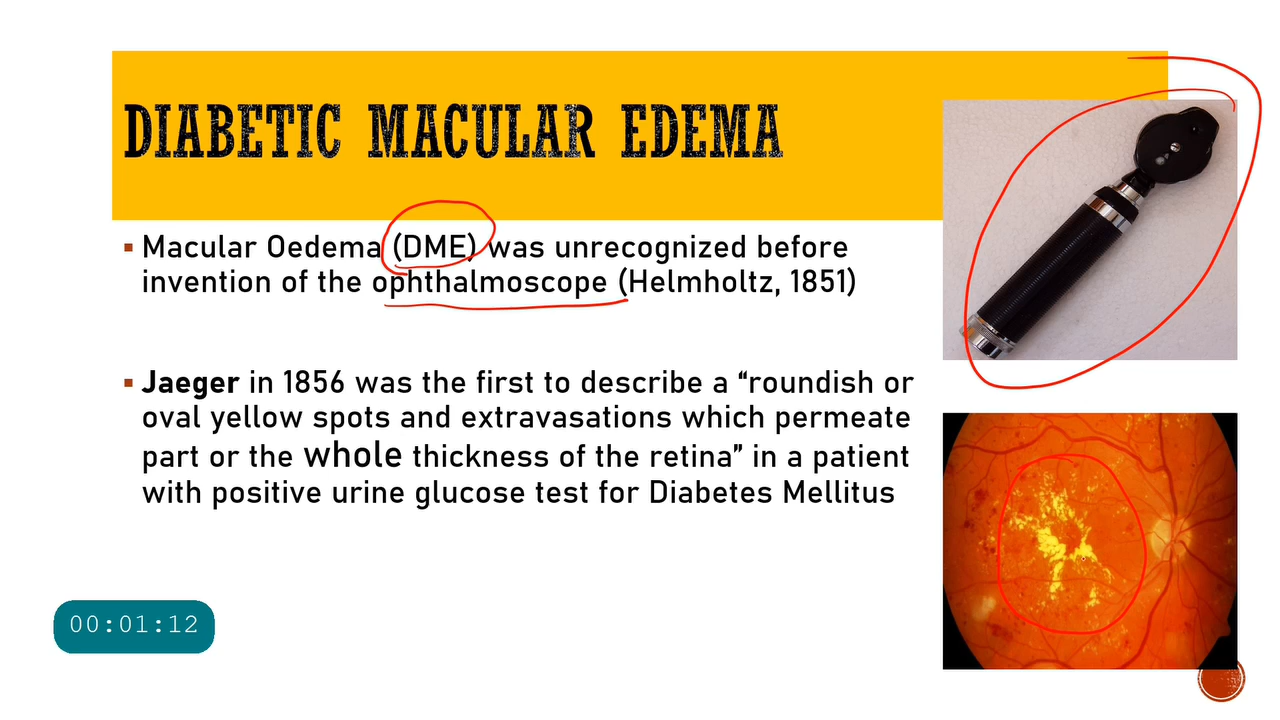 DIABETIC MACULAR EDEMA
▪ Macular Oedema (DME) was unrecognized before
invention of the ophthalmoscope (Helmholtz, 1851)
▪ Jaeger in 1856 was the first to describe a “roundish or
oval yellow spots and extravasations which permeate
part or the whole thickness of the retina” in a patient
with positive urine glucose test for Diabetes Mellitus
00:01:12